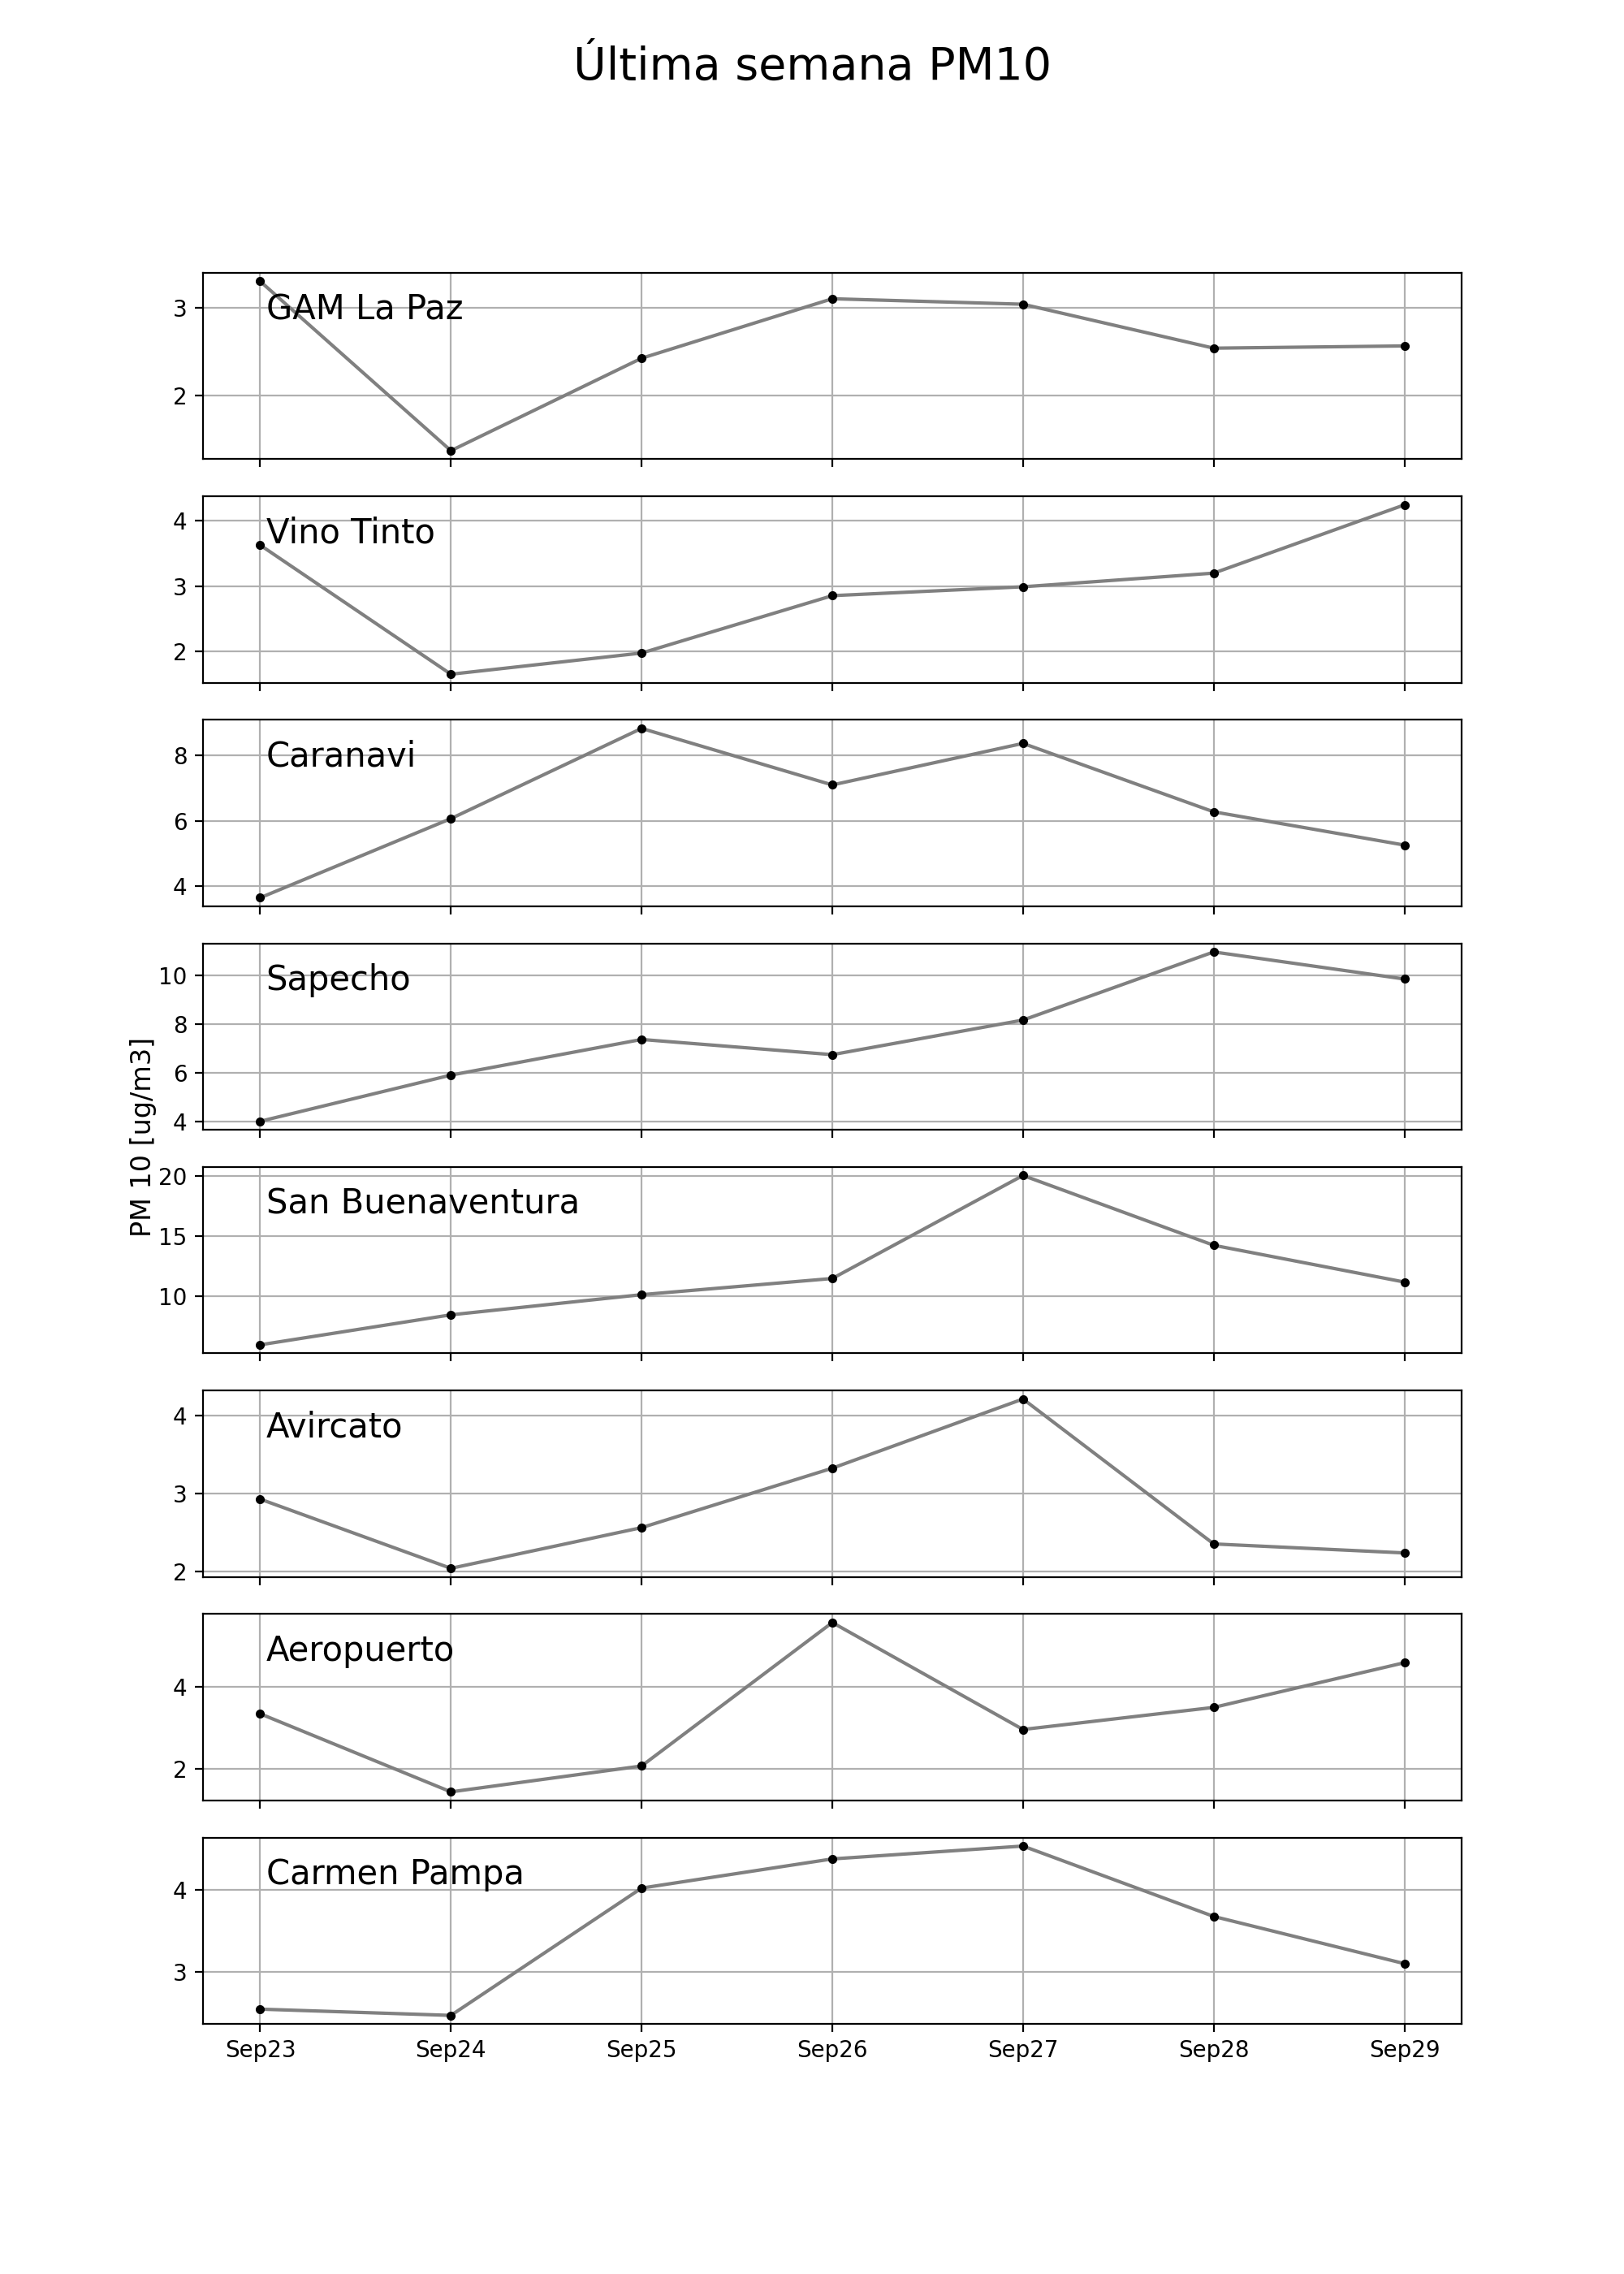 Última semana PM10
GAM La Paz
3
2
Vino Tinto
4
3
2
Caranavi
8
6
4
Sapecho
10
8
6
4
PM 10 [ug/m3]
San Buenaventura
20
15
10
Avircato
4
3
2
Aeropuerto
4
2
Carmen Pampa
4
3
Sep23 Sep24 Sep25 Sep26 Sep27 Sep28 Sep29